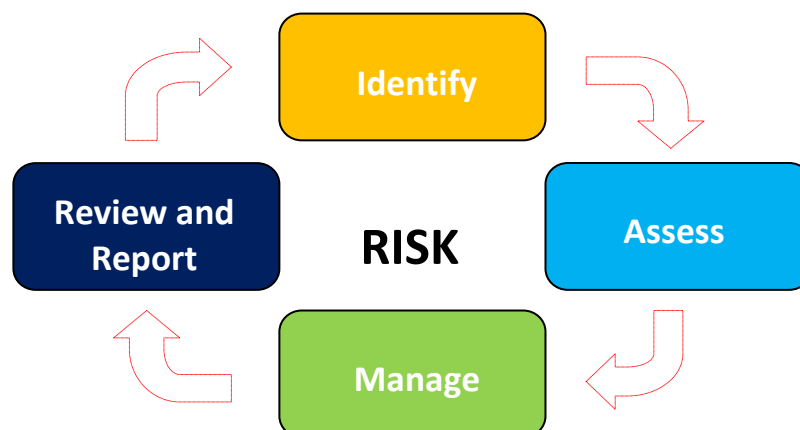 Identify
Review and
Report
RISK
Assess
Manage